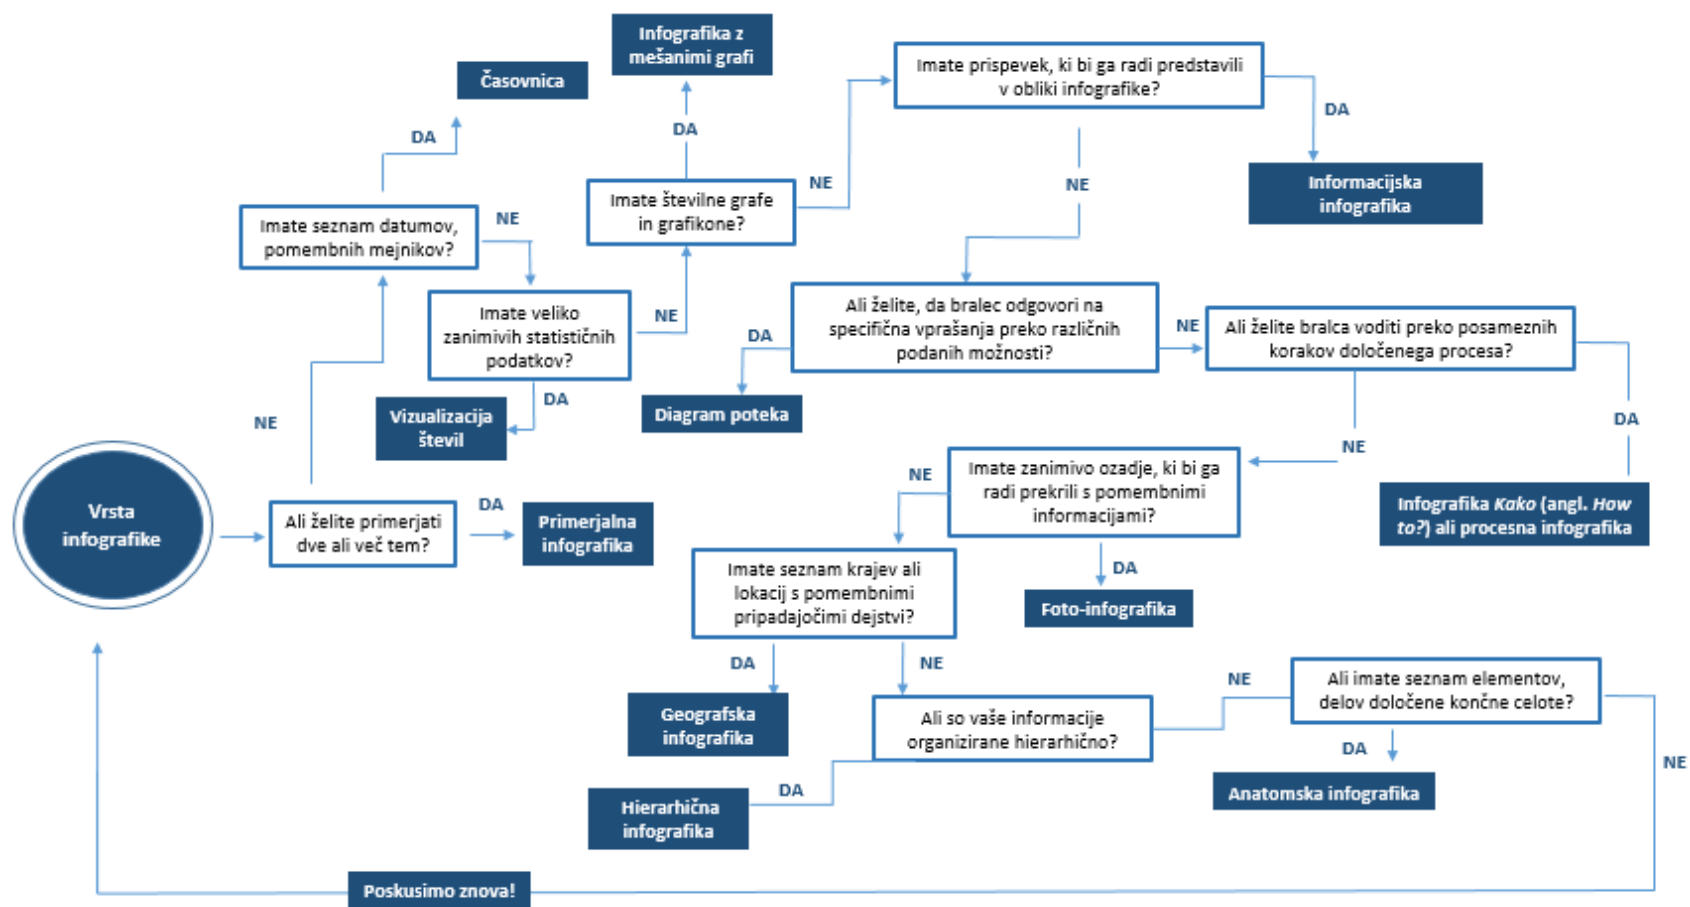 Vrsta
infografike
Ali želite primerjati
dve ali več tem?
DA
Primerjalna
infografika
NE
Imate seznam datumov,
pomembnih mejnikov?
DA
Časovnica
NE
Imate veliko
zanimivih statističnih
podatkov?
DA
Vizualizacija
števil
NE
Imate številne grafe
in grafikone?
DA
Infografika z
mešanimi grafi
NE
Imate prispevek, ki bi ga radi predstavili
v obliki infografike?
DA
Informacijska
infografika
NE
Ali želite, da bralec odgovori na
specifična vprašanja preko različnih
podanih možnosti?
DA
Diagram poteka
NE
Ali želite bralca voditi preko posameznih
korakov določenega procesa?
DA
Infografika Kako (angl. How
to?) ali procesna infografika
NE
Imate zanimivo ozadje, ki bi ga
radi prekrili s pomembnimi
informacijami?
DA
Foto-infografika
NE
Imate seznam krajev ali
lokacij s pomembnimi
pripadajočimi dejstvi?
DA
Geografska
infografika
NE
Ali so vaše informacije
organizirane hierarhično?
DA
Hierarhična
infografika
NE
Ali imate seznam elementov,
delov določene končne celote?
DA
Anatomska infografika
NE
Poskusimo znova!